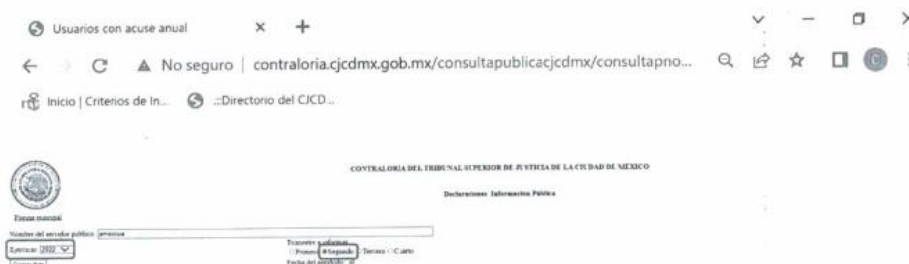 Usuarios con acuse anual
No seguro | contraloria.cjcdmx.gob.mx/consultapublicacjcdmx/consultapno...
Inicio | Criterios de In...
.::Directorio del CJCD...
CONTRALORIA DEL TRIBUNAL SUPERIOR DE JUSTICIA DE LA CIUDAD DE MEXICO
Declaraciones Información Pública
Nombre del servidor público
Ejercicio: 2022
Trimestre a informar
Primero Segundo Tercero Cuarto